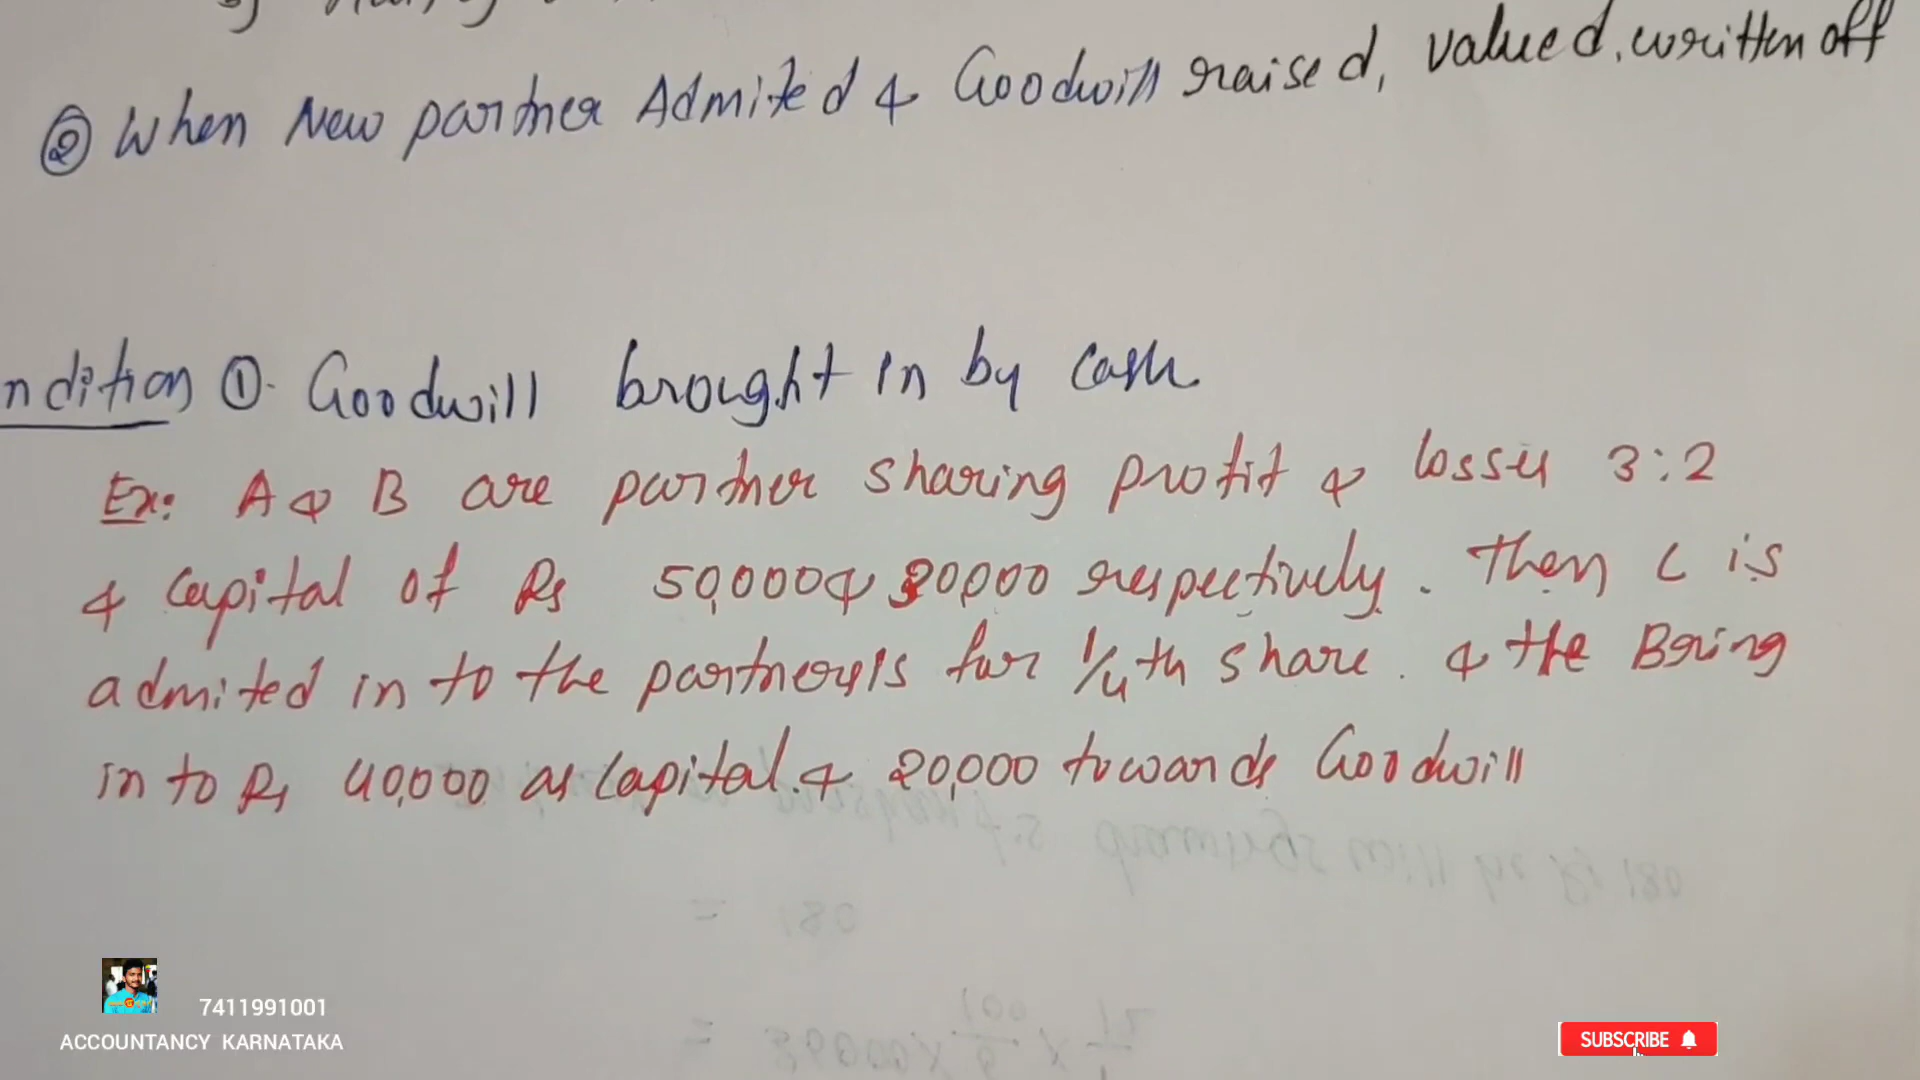 ② When New partner Admited & Goodwill raised, valued, written off
ndition ①. Goodwill brought in by cash
Ex: A & B are partner sharing profit & losses 3:2
& capital of Rs 50,000 & 30,000 respectively. Then C is
admited in to the for 1/4th share. & the Bring
in to Rs 40,000 as capital. & 20,000 towards Goodwill
7411991001
ACCOUNTANCY KARNATAKA
SUBSCRIBE